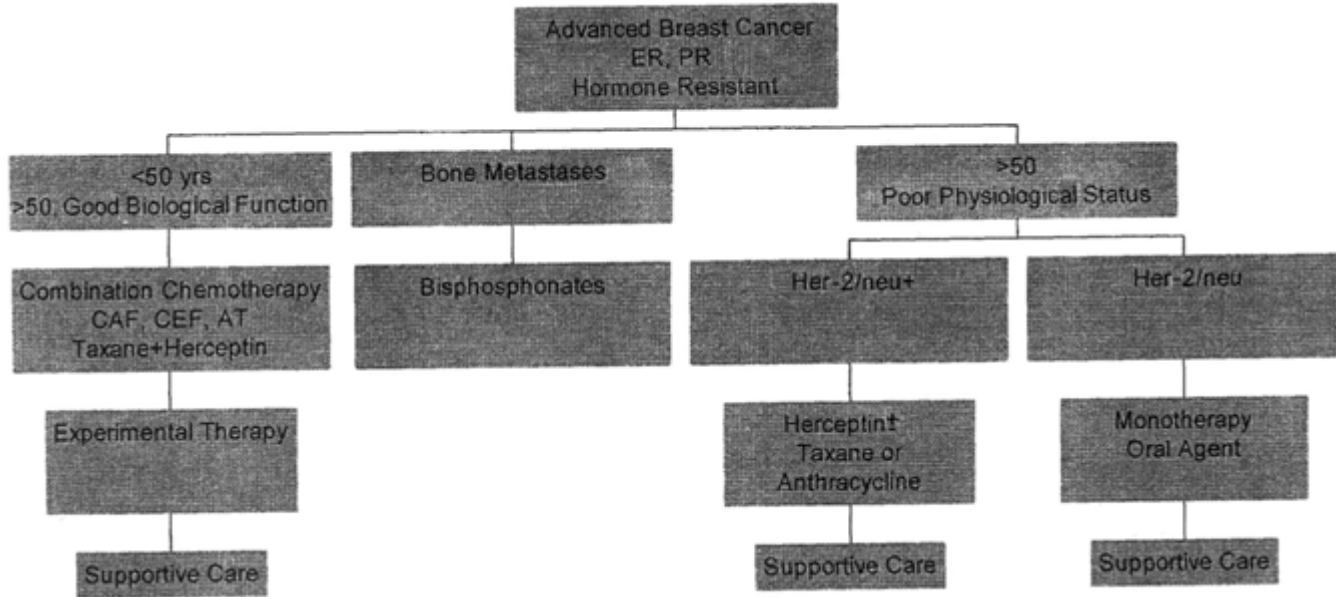 Advanced Breast Cancer
ER, PR
Hormone Resistant
<50 yrs
>50, Good Biological Function
Bone Metastases
>50
Poor Physiological Status
Combination Chemotherapy
CAF, CEF, AT
Taxane+Herceptin
Bisphosphonates
Her-2/neu+
Her-2/neu
Experimental Therapy
Herceptin±
Taxane or
Anthracycline
Monotherapy
Oral Agent
Supportive Care
Supportive Care
Supportive Care